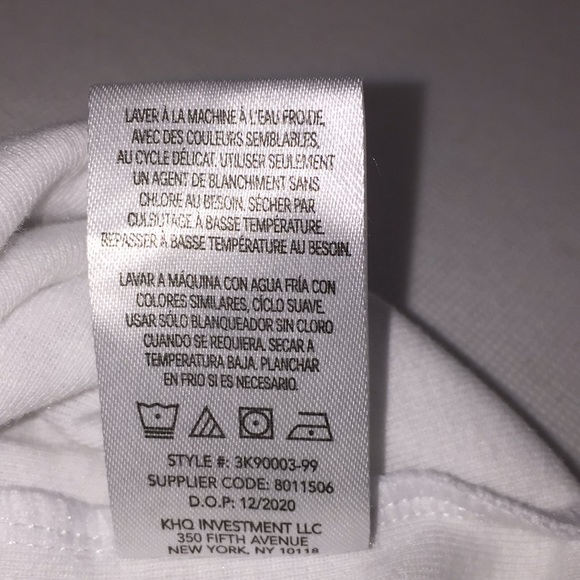 LAVER À LA MACHINE À L'EAU FROIDE,
AVEC DES COULEURS SEMBLABLES,
AU CYCLE DÉLICAT. UTILISER SEULEMENT
UN AGENT DE BLANCHIMENT SANS
CHLORE AU BESOIN. SÉCHER PAR
CULBUTAGE À BASSE TEMPÉRATURE.
REPASSER À BASSE TEMPÉRATURE AU BESOIN.
LAVAR A MÁQUINA CON AGUA FRÍA CON
COLORES SIMILARES, CÍCLO SUAVE.
USAR SÓLO BLANQUEADOR SIN CLORO
CUANDO SE REQUIERA. SECAR A
TEMPERATURA BAJA. PLANCHAR
EN FRIO SI ES NECESARIO.
STYLE #: 3K90003-99
SUPPLIER CODE: 8011506
D.O.P: 12/2020
KHQ INVESTMENT LLC
350 FIFTH AVENUE
NEW YORK, NY 10118